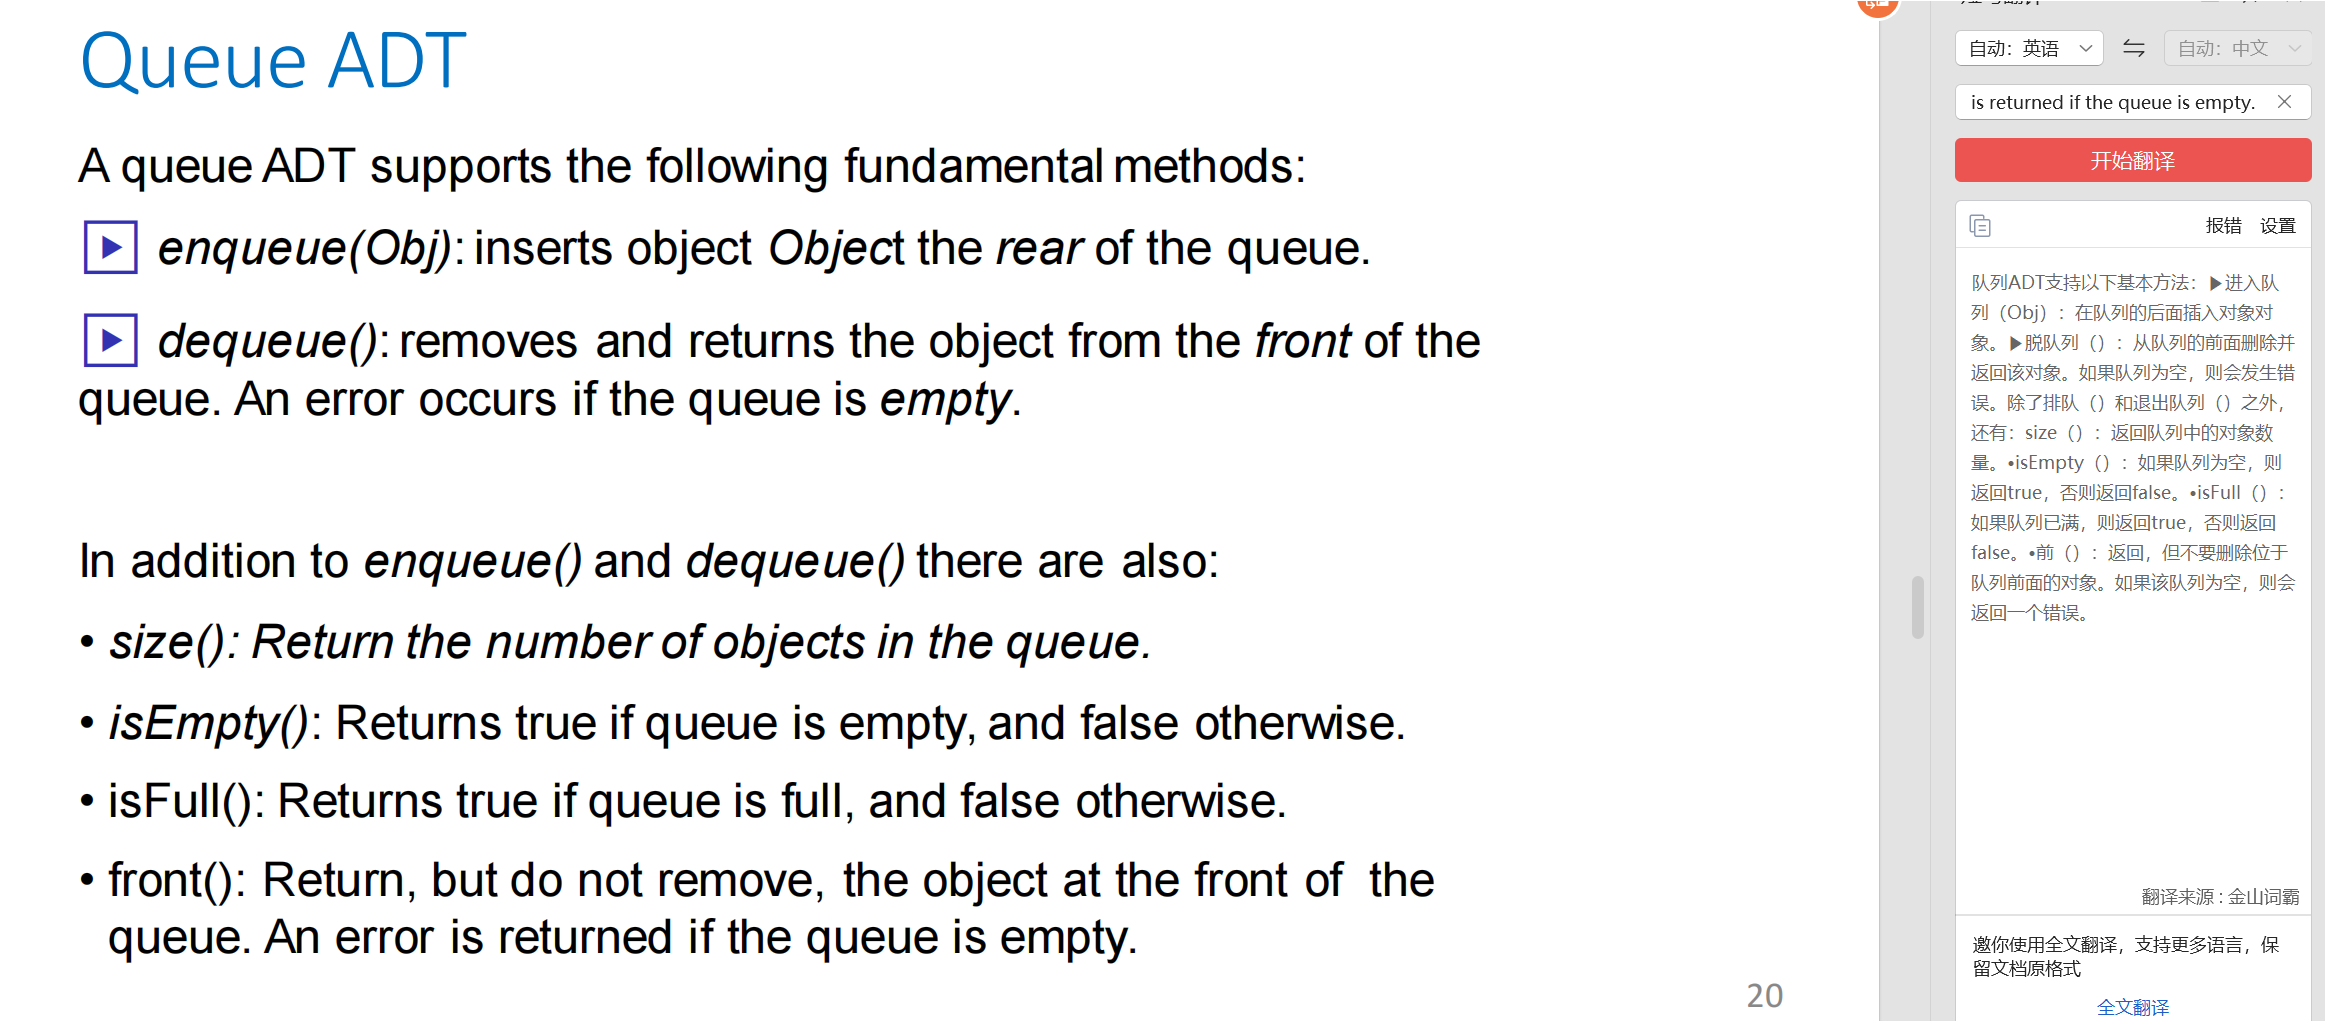 Queue ADT
A queue ADT supports the following fundamental methods:
▶ enqueue(Obj): inserts object Object the rear of the queue.
▶ dequeue(): removes and returns the object from the front of the
queue. An error occurs if the queue is empty.
In addition to enqueue() and dequeue() there are also:
• size(): Return the number of objects in the queue.
• isEmpty(): Returns true if queue is empty, and false otherwise.
• isFull(): Returns true if queue is full, and false otherwise.
• front(): Return, but do not remove, the object at the front of the
queue. An error is returned if the queue is empty.
20
自动：英语
自动：中文
is returned if the queue is empty.
开始翻译
报错 设置
队列ADT支持以下基本方法：▶进入队
列（Obj）：在队列的后面插入对象对
象。▶脱队列（）：从队列的前面删除并
返回该对象。如果队列为空，则会发生错
误。除了排队（）和退出队列（）之外，
还有：size（）：返回队列中的对象数
量。•isEmpty（）：如果队列为空，则
返回true，否则返回false。•isFull（）：
如果队列已满，则返回true，否则返回
false。•前（）：返回，但不要删除位于
队列前面的对象。如果该队列为空，则会
返回一个错误。
翻译来源：金山词霸
邀你使用全文翻译，支持更多语言，保
留文档原格式
全文翻译